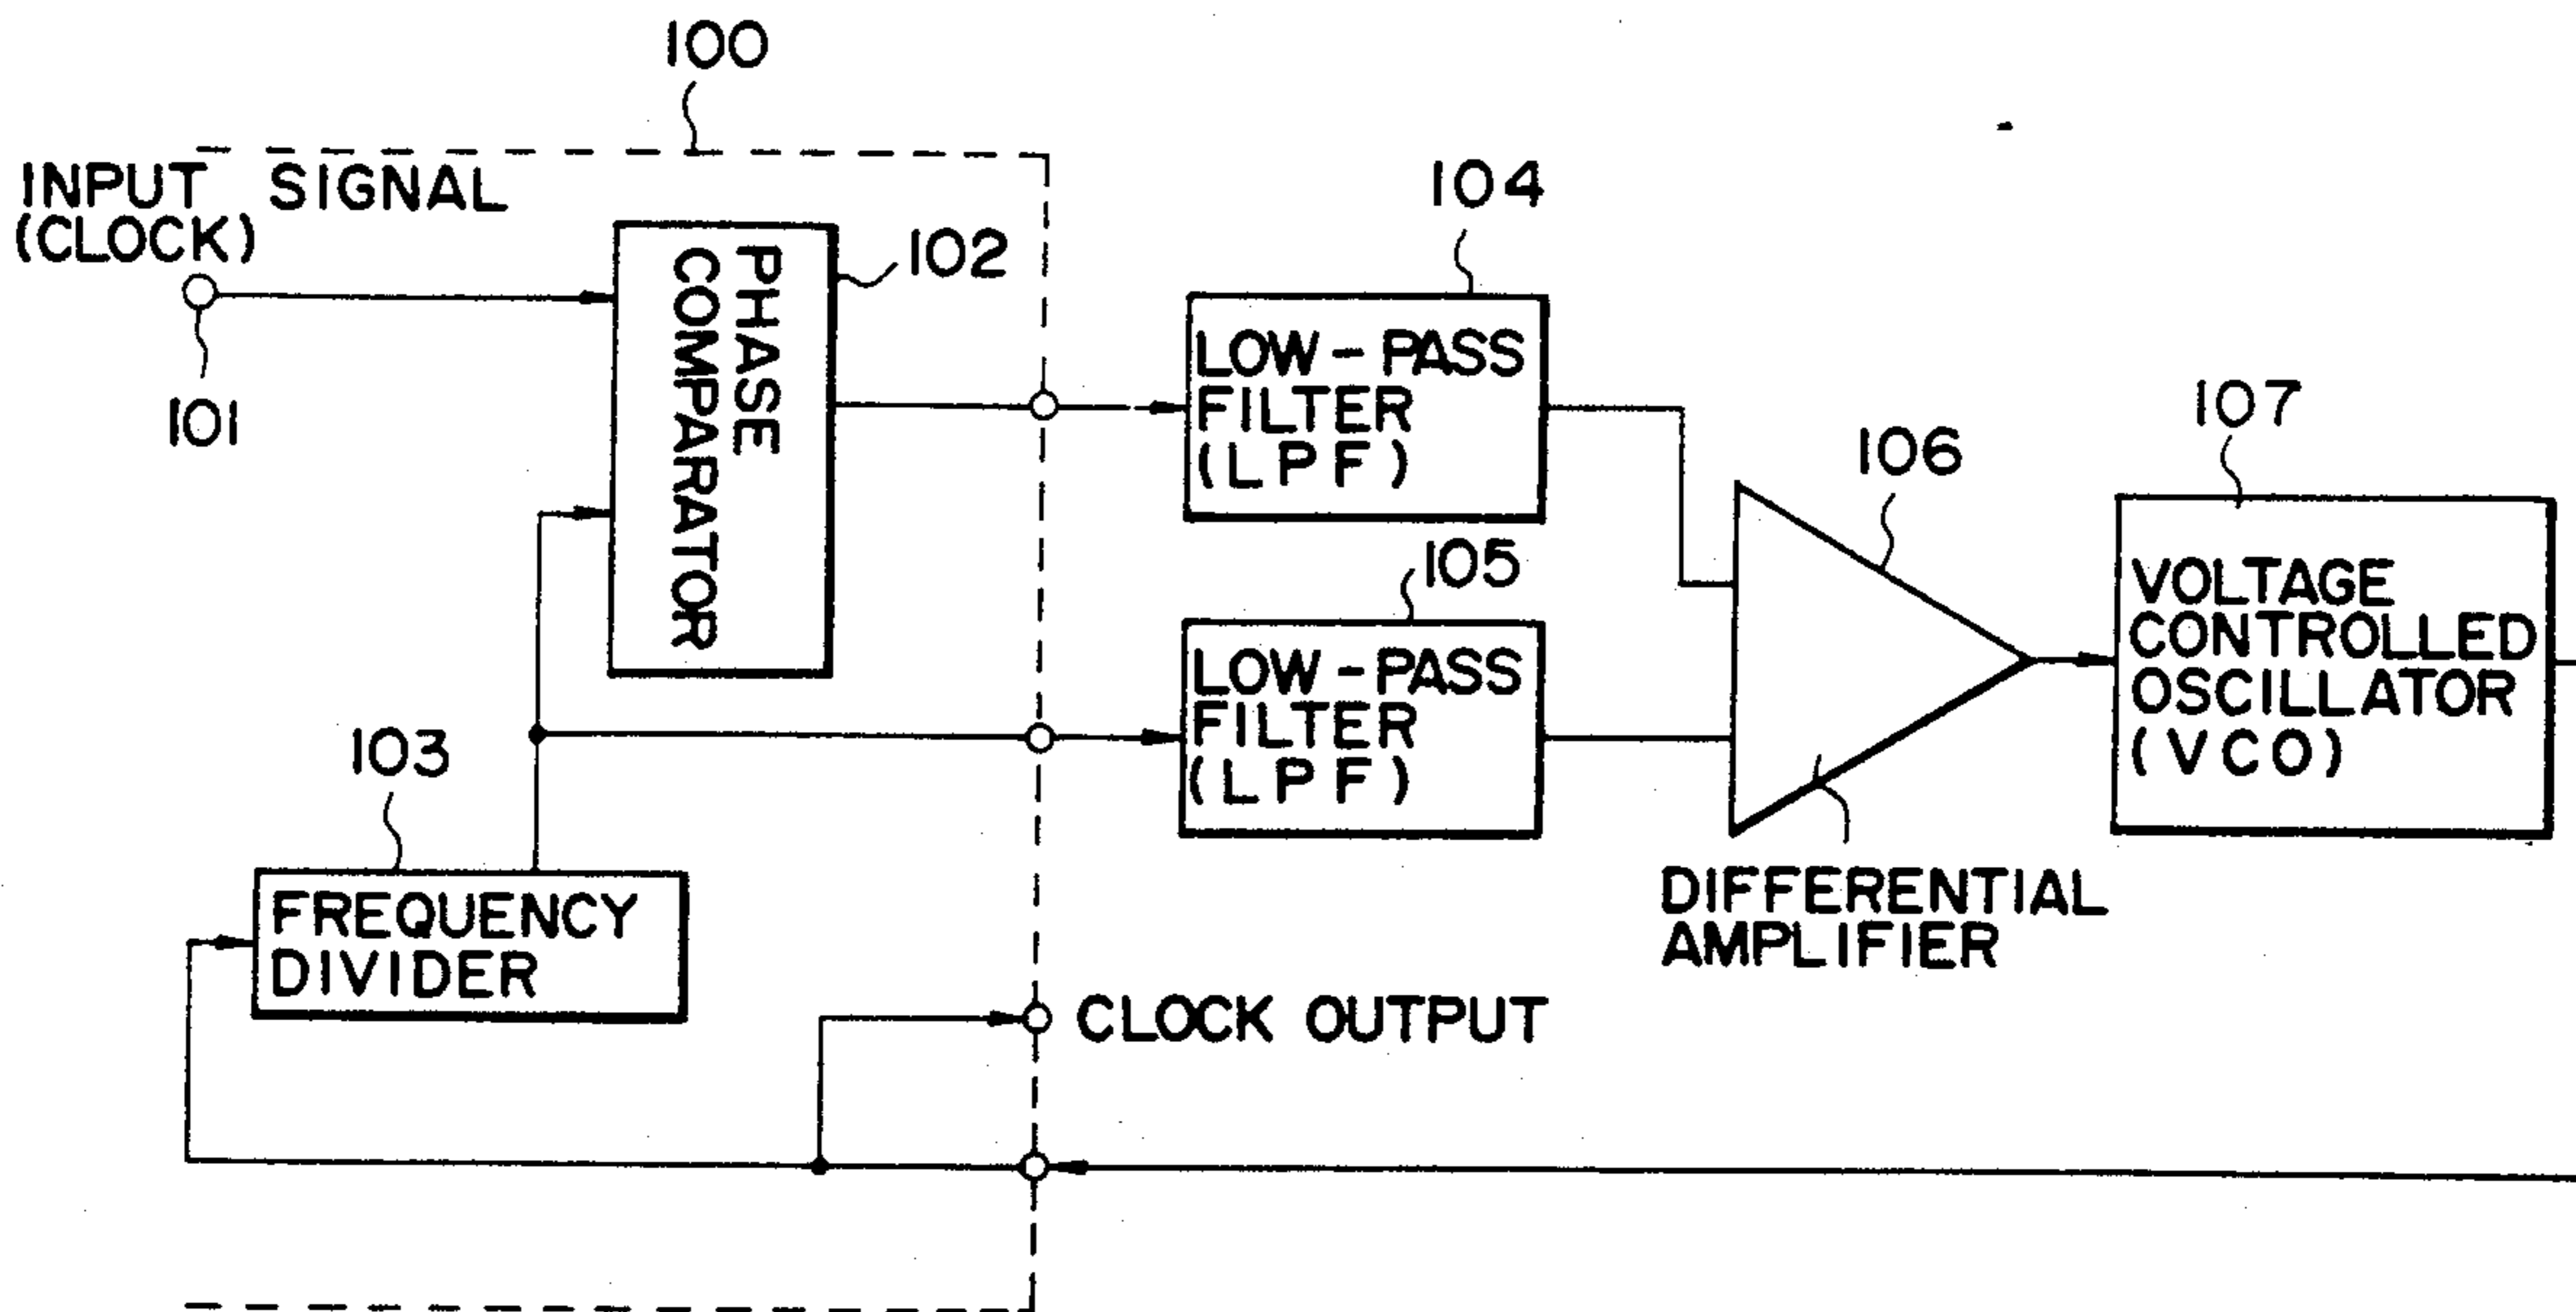 100
INPUT SIGNAL
(CLOCK)
101
PHASE
COMPARATOR
102
103
FREQUENCY
DIVIDER
104
LOW-PASS
FILTER
(LPF)
105
LOW-PASS
FILTER
(LPF)
106
DIFFERENTIAL
AMPLIFIER
107
VOLTAGE
CONTROLLED
OSCILLATOR
(VCO)
CLOCK OUTPUT